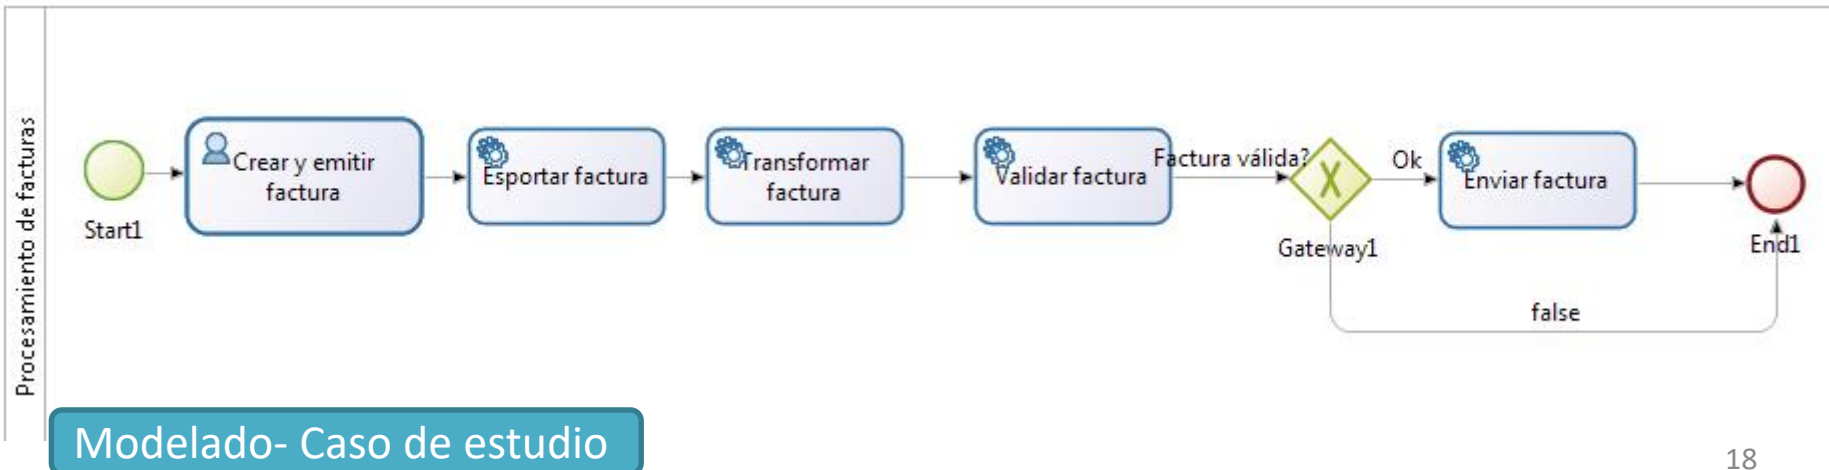 Procesamiento de facturas
Start1
Crear y emitir
factura
Esportar factura
Transformar
factura
Validar factura
Factura válida?
Gateway1
Ok
Enviar factura
End1
false
Modelado- Caso de estudio
18